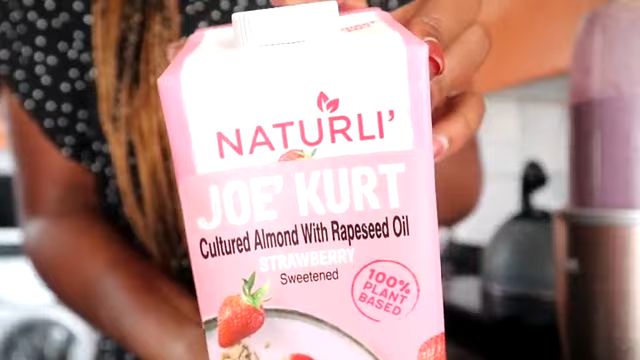 NATURLI'
JOE' KURT
Cultured Almond With Rapeseed Oil
STRAWBERRY
Sweetened
100%
PLANT
BASED